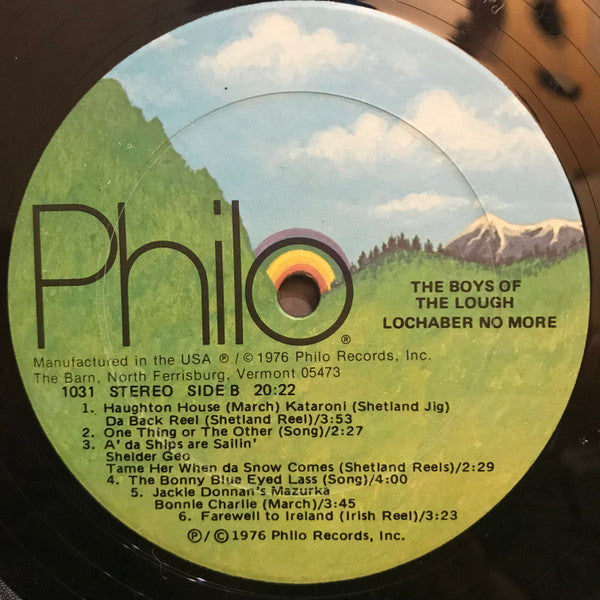 Philo®
THE BOYS OF
THE LOUGH
LOCHABER NO MORE
Manufactured in the USA ℗/© 1976 Philo Records, Inc.
The Barn, North Ferrisburg, Vermont 05473
1031 STEREO SIDE B 20:22
1. Haughton House (March) Kataroni (Shetland Jig)
Da Back Reel (Shetland Reel)/3:53
2. One Thing or The Other (Song)/2:27
3. A' da Ships are Sailin'
Shelder Geo
Tame Her When da Snow Comes (Shetland Reels)/2:29
4. The Bonny Blue Eyed Lass (Song)/4:00
5. Jackie Donnan's Mazurka
Bonnie Charlie (March)/3:45
6. Farewell to Ireland (Irish Reel)/3:23
℗/© 1976 Philo Records, Inc.